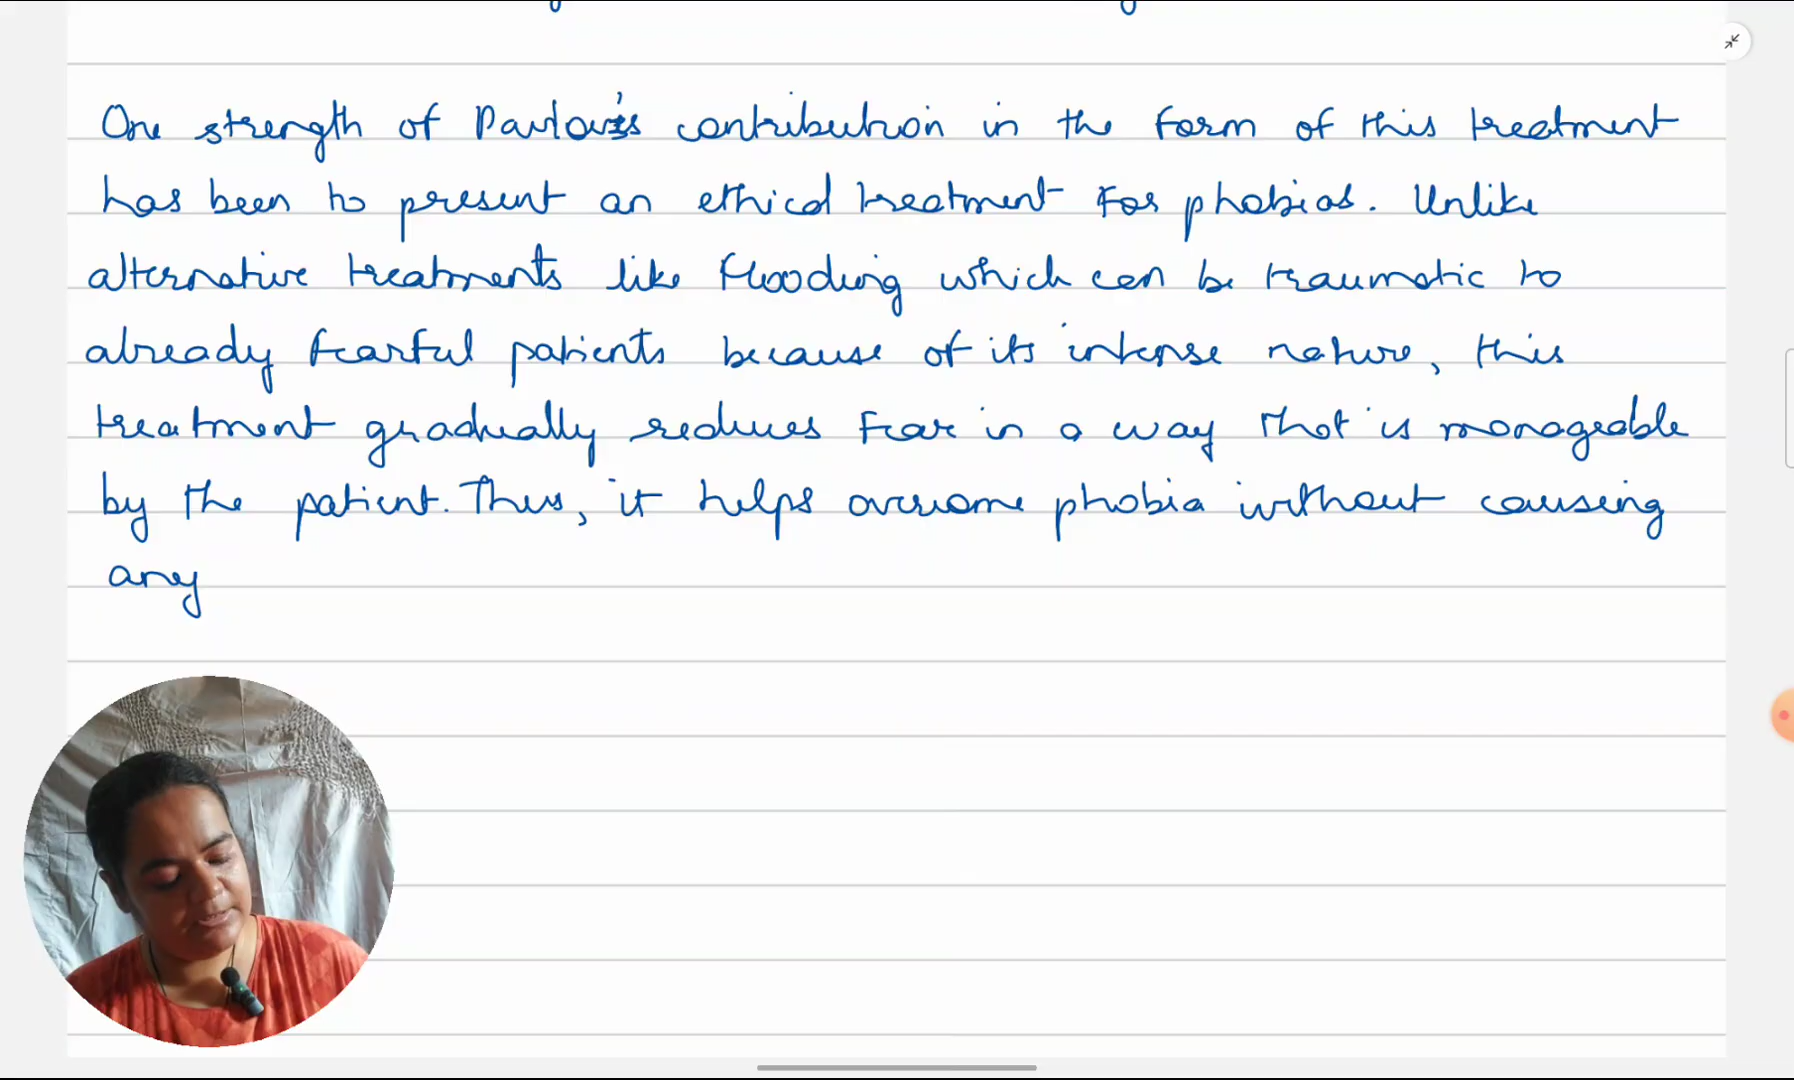 One strength of Pavlov's contribution in the form of this treatment
has been to present an ethical treatment for phobias. Unlike
alternative treatments like flooding which can be traumatic to
already fearful patients because of its intense nature, this
treatment gradually reduces fear in a way that is manageable
by the patient. Thus, it helps overcome phobia without causing
any